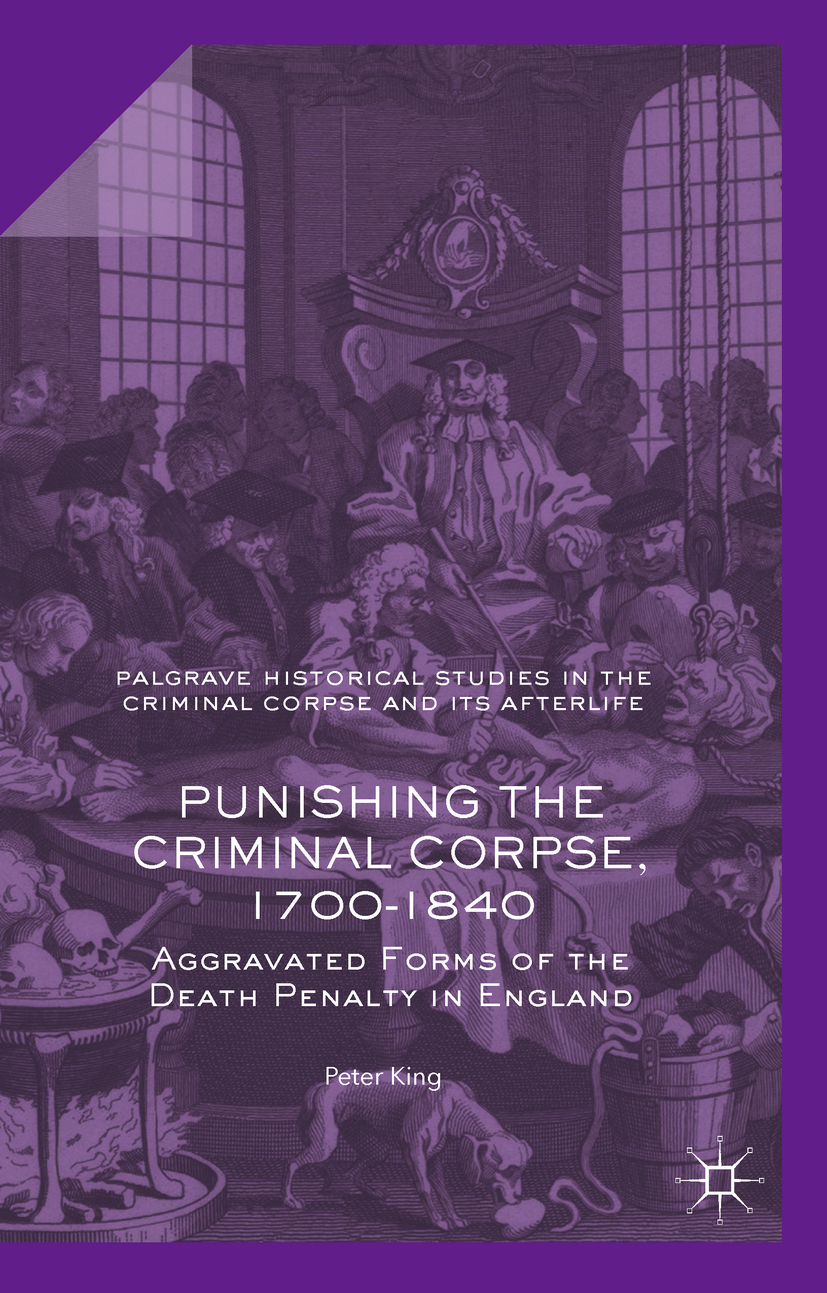 PALGRAVE HISTORICAL STUDIES IN THE
CRIMINAL CORPSE AND ITS AFTERLIFE
PUNISHING THE
CRIMINAL CORPSE,
1700-1840
AGGRAVATED FORMS OF THE
DEATH PENALTY IN ENGLAND
Peter King